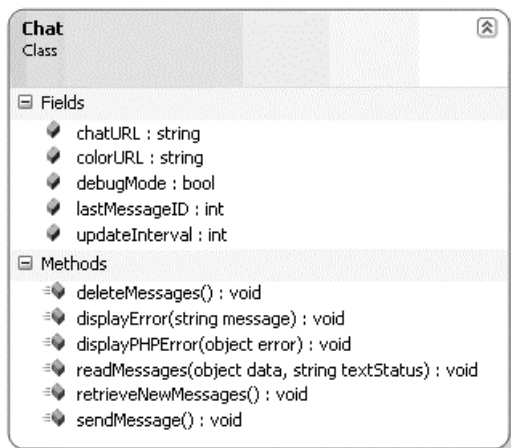 Chat
Class
Fields
chatURL : string
colorURL : string
debugMode : bool
lastMessageID : int
updateInterval : int
Methods
deleteMessages() : void
displayError(string message) : void
displayPHPError(object error) : void
readMessages(object data, string textStatus) : void
retrieveNewMessages() : void
sendMessage() : void